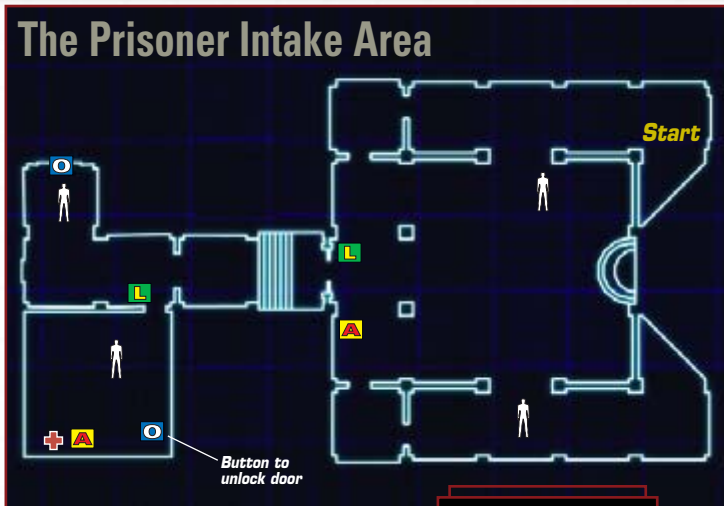 The Prisoner Intake Area
Start
O
L
L
A
A
O
Button to
unlock door